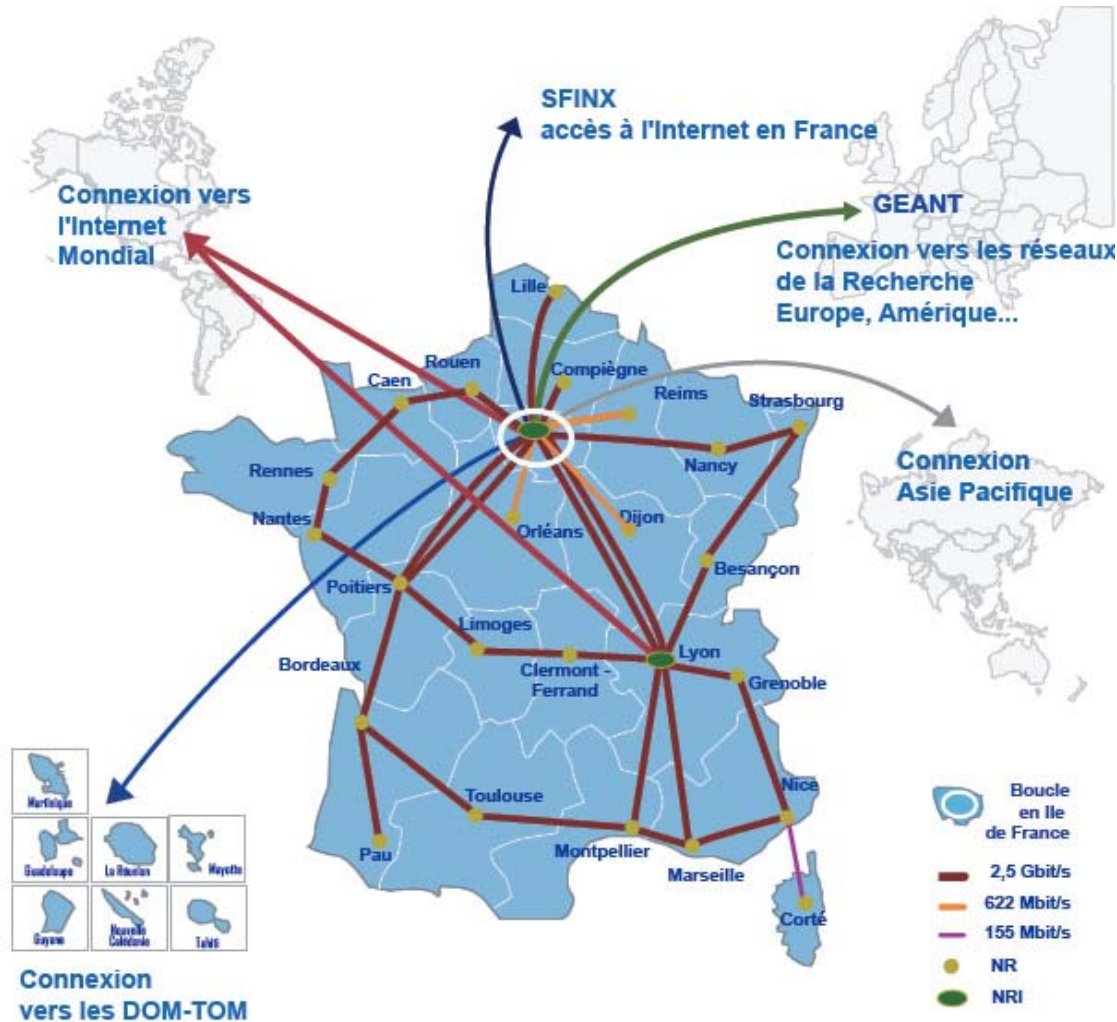 SFINX
accès à l'Internet en France
Connexion vers
l'Internet
Mondial
GEANT
Connexion vers les réseaux
de la Recherche
Europe, Amérique...
Lille
Rouen
Compiègne
Caen
Reims
Strasbourg
Nancy
Connexion
Asie Pacifique
Rennes
Nantes
Orléans
Dijon
Besançon
Poitiers
Limoges
Lyon
Bordeaux
Clermont -
Ferrand
Grenoble
Nice
Toulouse
Pau
Montpellier
Marseille
Corté
Martinique
Guadeloupe
La Réunion
Mayotte
Guyane
Nouvelle
Calédonie
Tahiti
Connexion
vers les DOM-TOM
Boucle
en Ile
de France
2,5 Gbit/s
622 Mbit/s
155 Mbit/s
NR
NRI